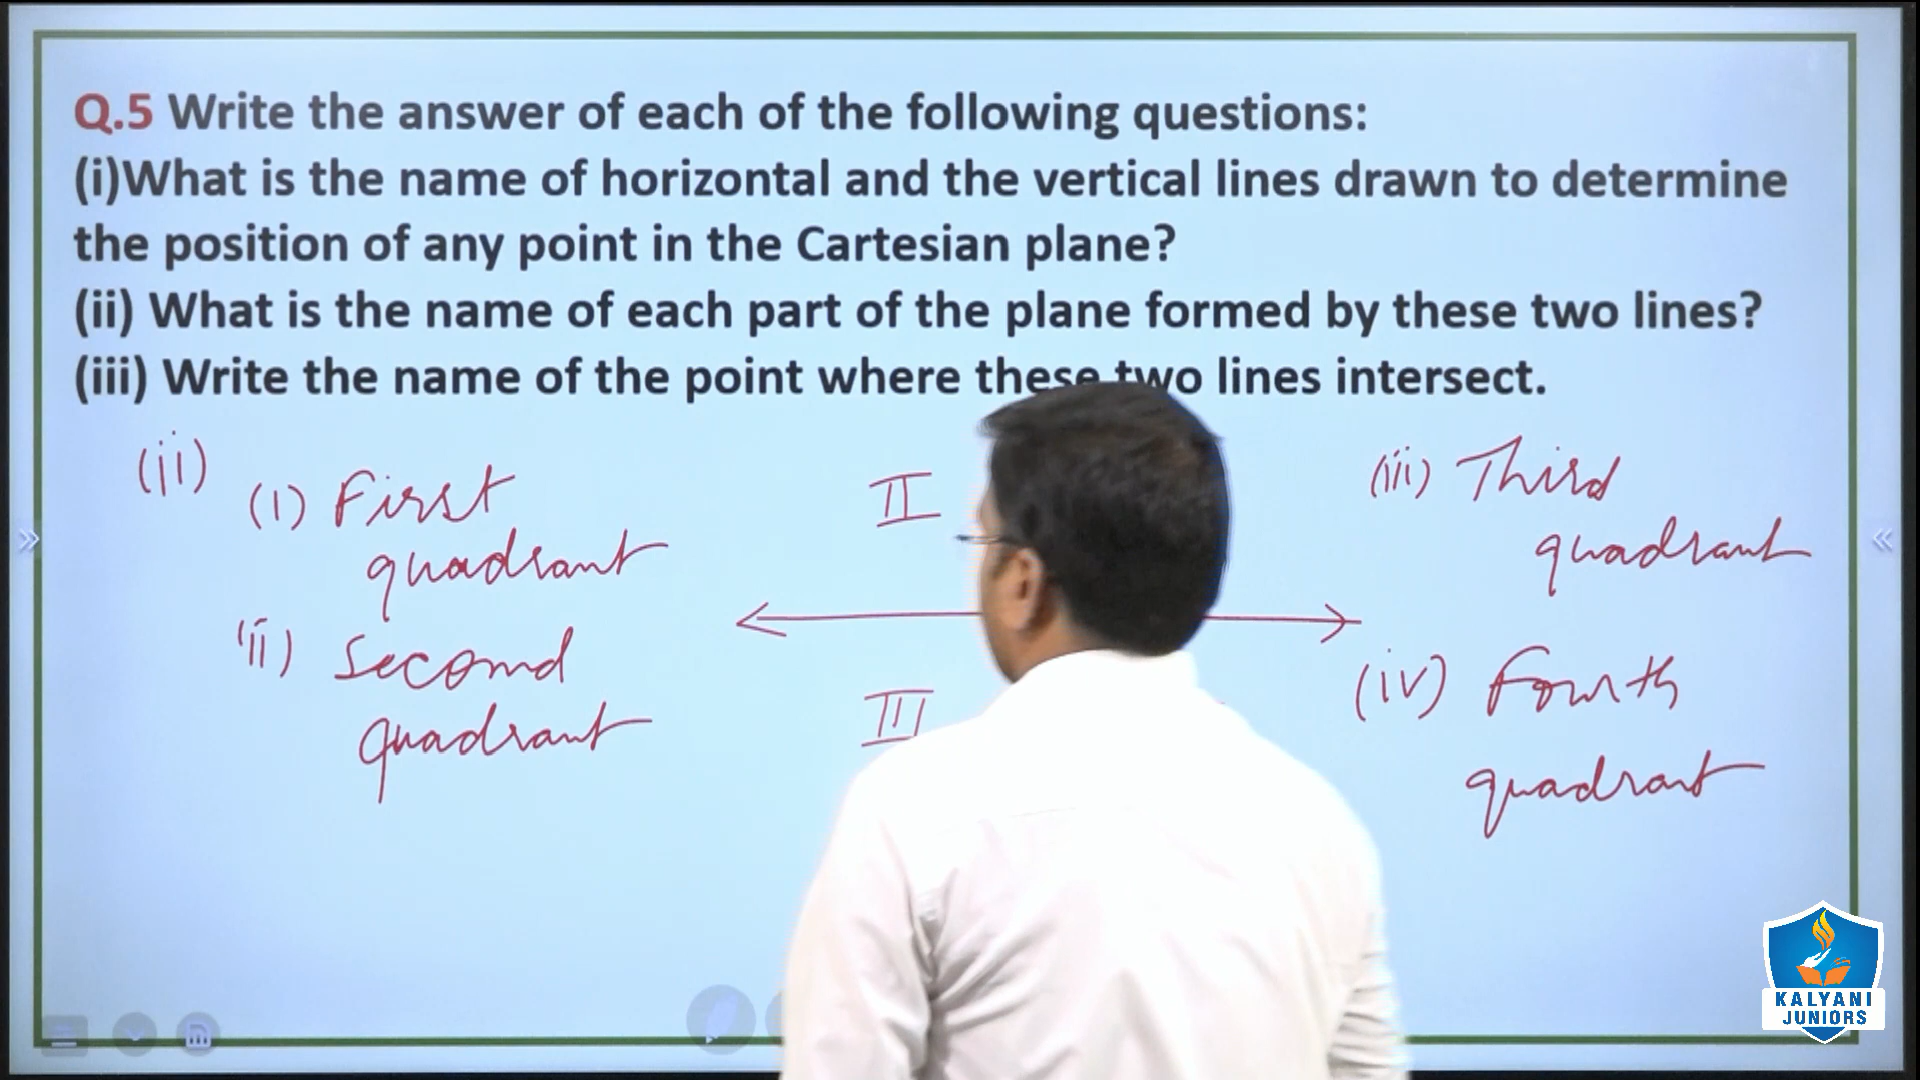 Q.5 Write the answer of each of the following questions:
(i)What is the name of horizontal and the vertical lines drawn to determine
the position of any point in the Cartesian plane?
(ii) What is the name of each part of the plane formed by these two lines?
(iii) Write the name of the point where these two lines intersect.
(ii)
(i) First
quadrant
ii) Second
quadrant
II
III
(iii) Third
quadrant
(iv) Fourth
quadrant
KALYANI
JUNIORS